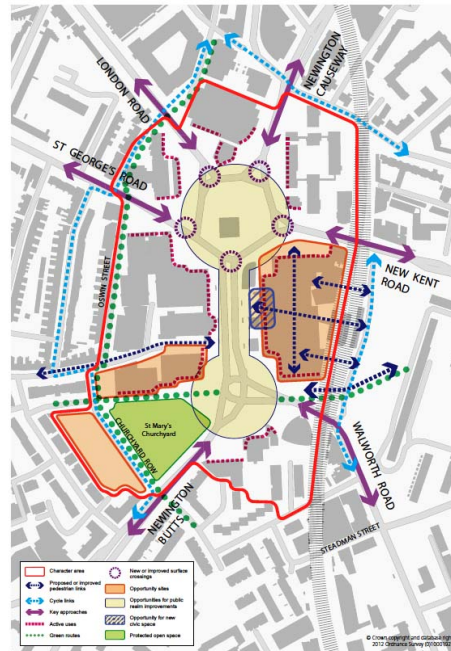 NEWINGTON
CAUSEWAY
LONDON ROAD
ST GEORGE'S ROAD
OSWIN STREET
NEW KENT
ROAD
St Mary's
Churchyard
CHURCHYARD ROW
WALWORTH ROAD
NEWINGTON
BUTTS
STEADMAN STREET
Character area
Proposed or improved
pedestrian links
Cycle links
Key approaches
Active uses
Green routes
New or improved surface
crossings
Opportunity sites
Opportunities for public
realm improvements
Opportunity for new
civic space
Protected open space
© Crown copyright and database right
2012 Ordnance Survey